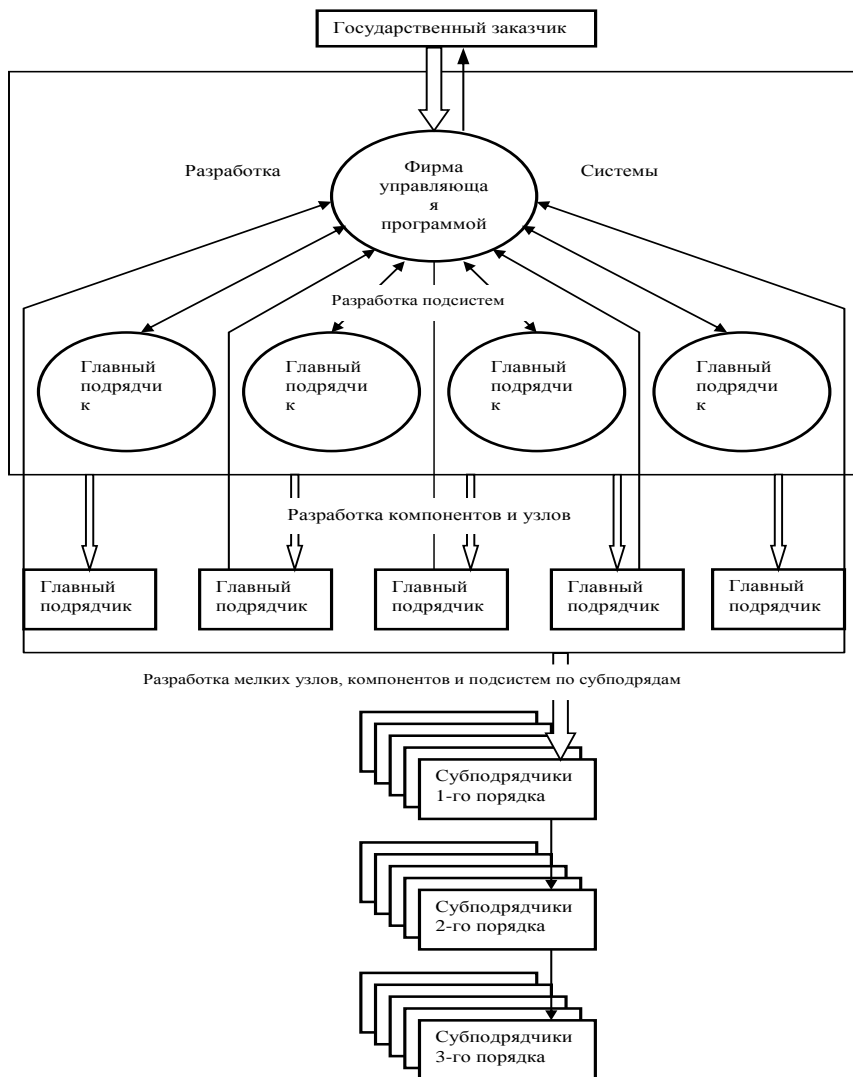 Государственный заказчик
Разработка
Фирма
управляюща
я
программой
Системы
Разработка подсистем
Главный
подрядчи
к
Главный
подрядчи
к
Главный
подрядчи
к
Главный
подрядчи
к
Разработка компонентов и узлов
Главный
подрядчик
Главный
подрядчик
Главный
подрядчик
Главный
подрядчик
Главный
подрядчик
Разработка мелких узлов, компонентов и подсистем по субподрядам
Субподрядчики
1-го порядка
Субподрядчики
2-го порядка
Субподрядчики
3-го порядка